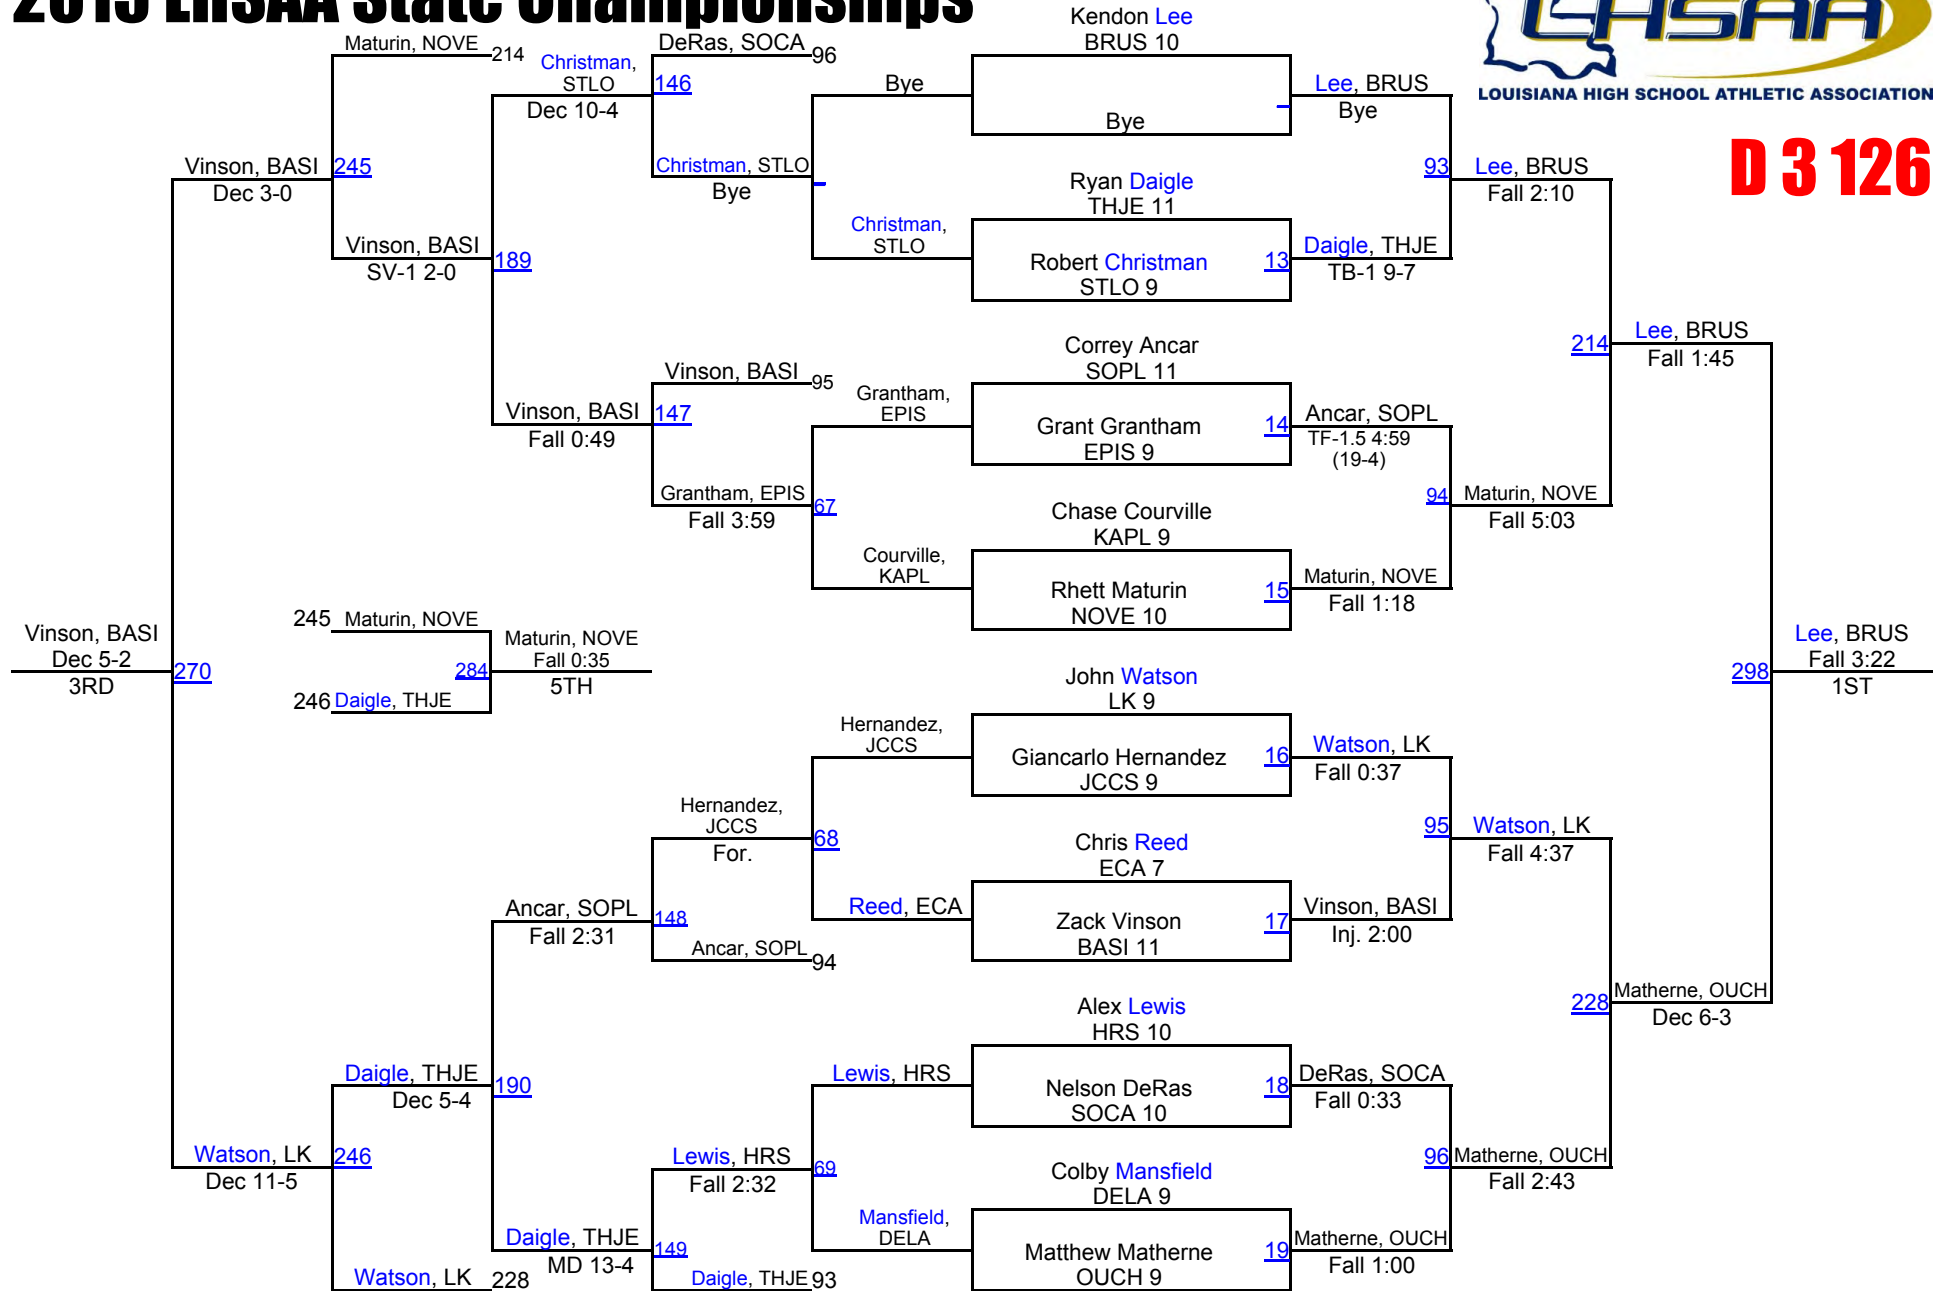 2015 LHSAA State Championships
LHSAA
LOUISIANA HIGH SCHOOL ATHLETIC ASSOCIATION
D 3 126
Kendon Lee
BRUS 10
Bye
Ryan Daigle
THJE 11
Robert Christman
STLO 9
13
Correy Ancar
SOPL 11
Grant Grantham
EPIS 9
14
Chase Courville
KAPL 9
Rhett Maturin
NOVE 10
15
John Watson
LK 9
Giancarlo Hernandez
JCCS 9
16
Chris Reed
ECA 7
Zack Vinson
BASI 11
17
Alex Lewis
HRS 10
Nelson DeRas
SOCA 10
18
Colby Mansfield
DELA 9
Matthew Matherne
OUCH 9
19
Lee, BRUS
Bye
93
Daigle, THJE
TB-1 9-7
Ancar, SOPL
TF-1.5 4:59
(19-4)
94
Maturin, NOVE
Fall 1:18
Watson, LK
Fall 0:37
95
Vinson, BASI
Inj. 2:00
DeRas, SOCA
Fall 0:33
96
Matherne, OUCH
Fall 1:00
Lee, BRUS
Fall 2:10
214
Maturin, NOVE
Fall 5:03
Watson, LK
Fall 4:37
228
Matherne, OUCH
Fall 2:43
Lee, BRUS
Fall 1:45
298
Matherne, OUCH
Dec 6-3
Lee, BRUS
Fall 3:22
1ST
Bye
Christman,
STLO
Grantham,
EPIS
67
Courville,
KAPL
Hernandez,
JCCS
68
Reed, ECA
Lewis, HRS
69
Mansfield,
DELA
DeRas, SOCA
96
146
Christman, STLO
Bye
Vinson, BASI
95
147
Grantham, EPIS
Fall 3:59
Hernandez,
JCCS
For.
148
Ancar, SOPL
94
Lewis, HRS
Fall 2:32
149
Daigle, THJE
93
Christman,
STLO
Dec 10-4
189
Vinson, BASI
Fall 0:49
Ancar, SOPL
Fall 2:31
190
Daigle, THJE
MD 13-4
Maturin, NOVE
214
245
Vinson, BASI
SV-1 2-0
Daigle, THJE
Dec 5-4
246
Watson, LK
228
Vinson, BASI
Dec 3-0
270
Watson, LK
Dec 11-5
Vinson, BASI
Dec 5-2
3RD
245 Maturin, NOVE
284
246 Daigle, THJE
Maturin, NOVE
Fall 0:35
5TH